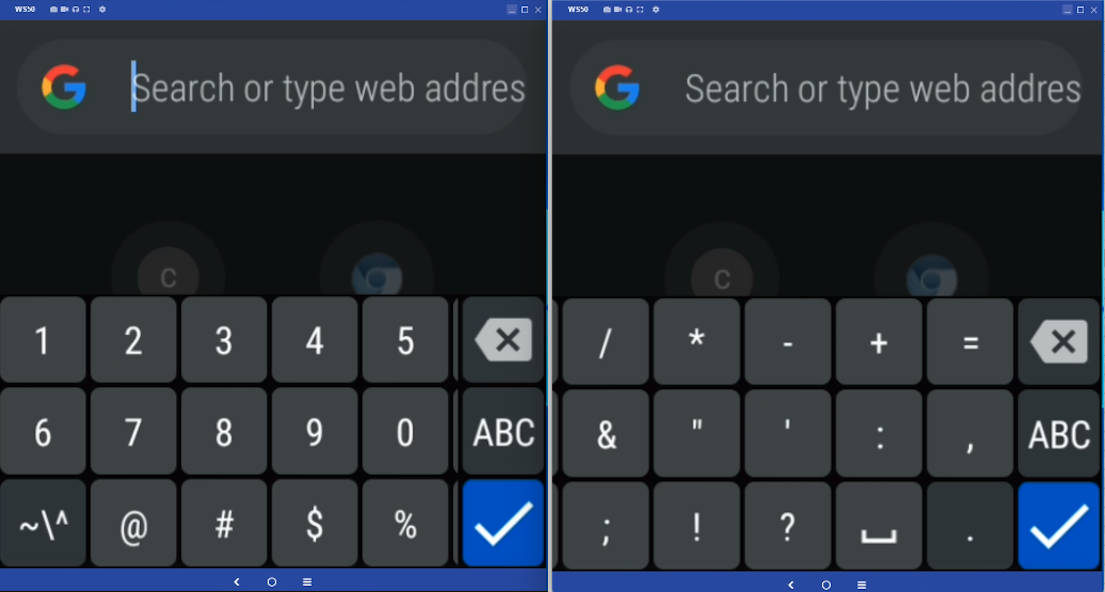 WS50
Search or type web addres
C
1 2 3 4 5
6 7 8 9 0 ABC
~\^ @ # $ %
WS50
Search or type web addres
C
/ * - + =
& " ' : , ABC
; ! ? .